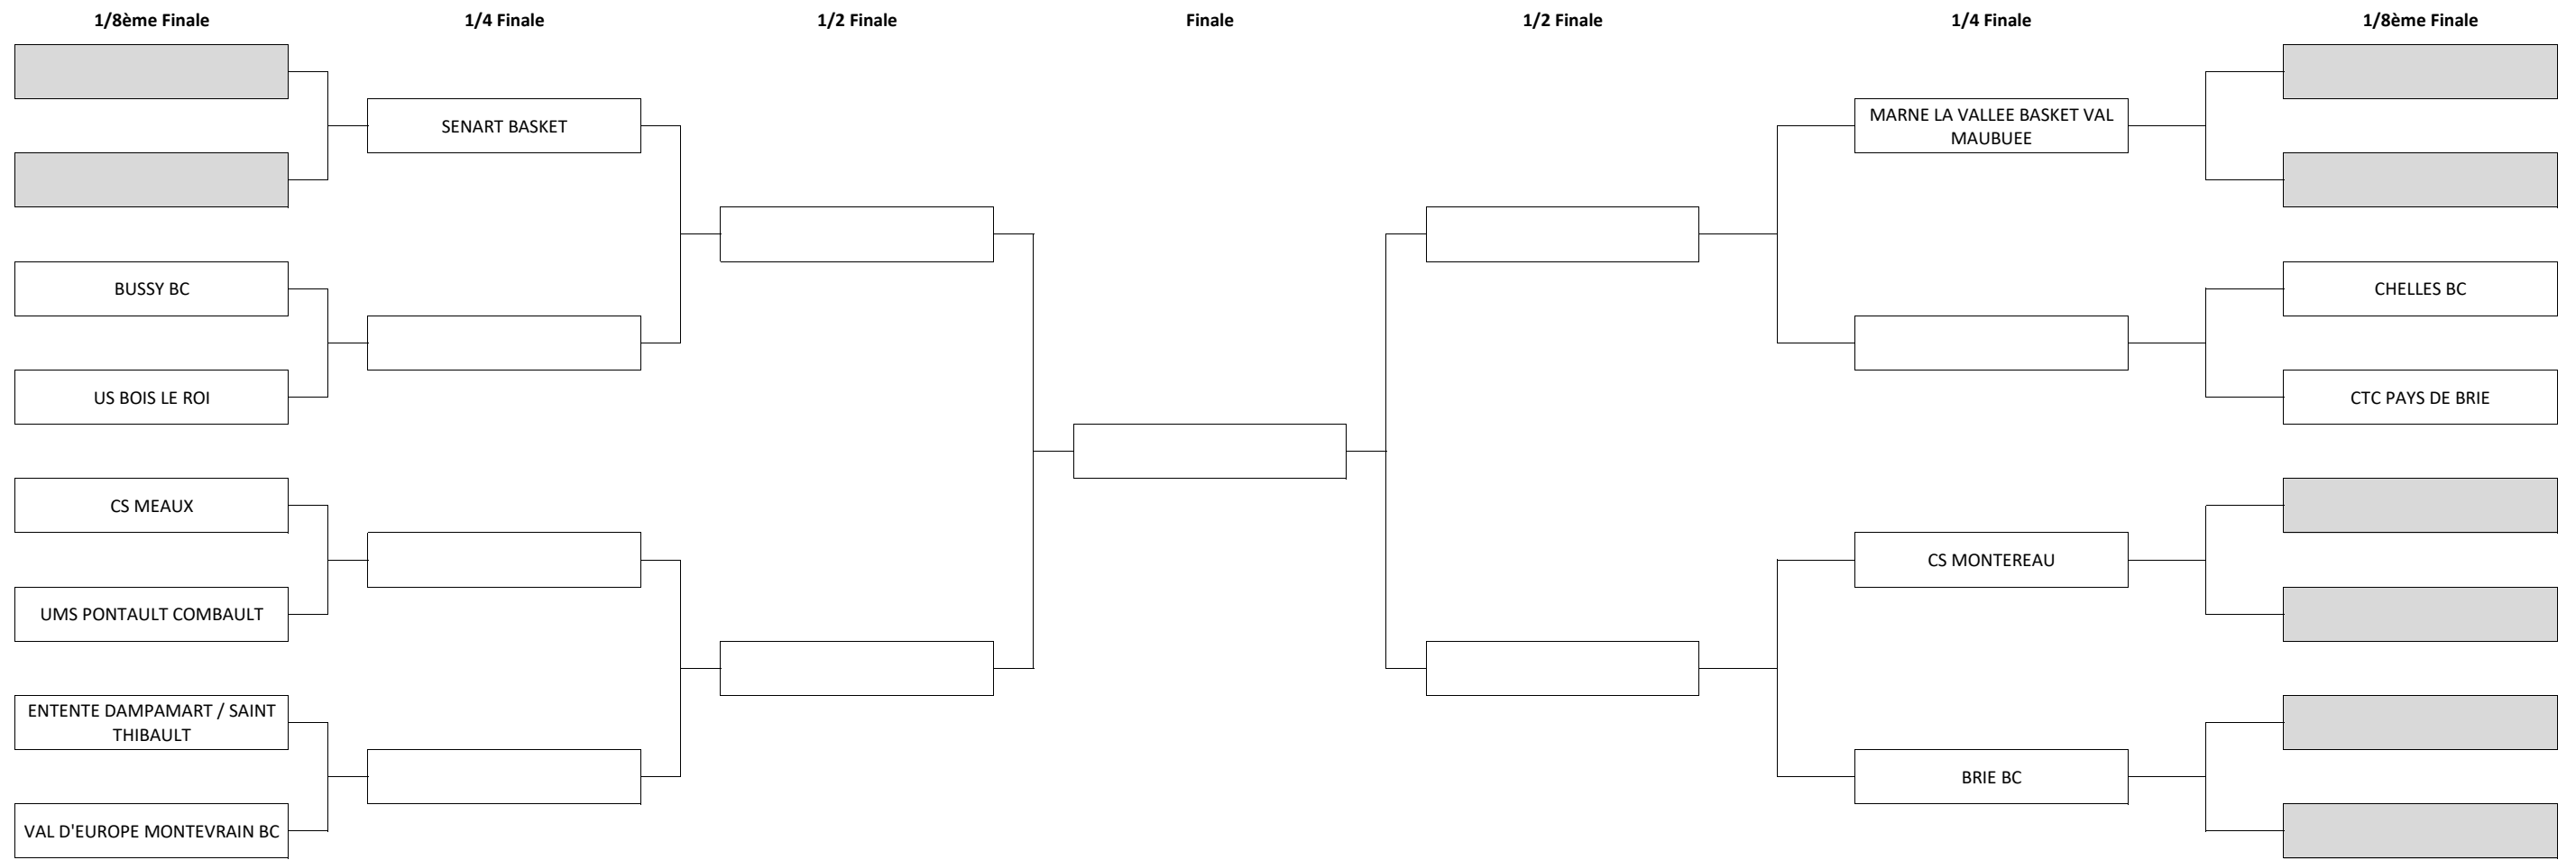 1/8ème Finale
1/4 Finale
1/2 Finale
Finale
1/2 Finale
1/4 Finale
1/8ème Finale
SENART BASKET
MARNE LA VALLEE BASKET VAL
MAUBUEE
BUSSY BC
CHELLES BC
US BOIS LE ROI
CTC PAYS DE BRIE
CS MEAUX
CS MONTEREAU
UMS PONTAULT COMBAULT
ENTENTE DAMPAMART / SAINT
THIBAULT
BRIE BC
VAL D'EUROPE MONTEVRAIN BC